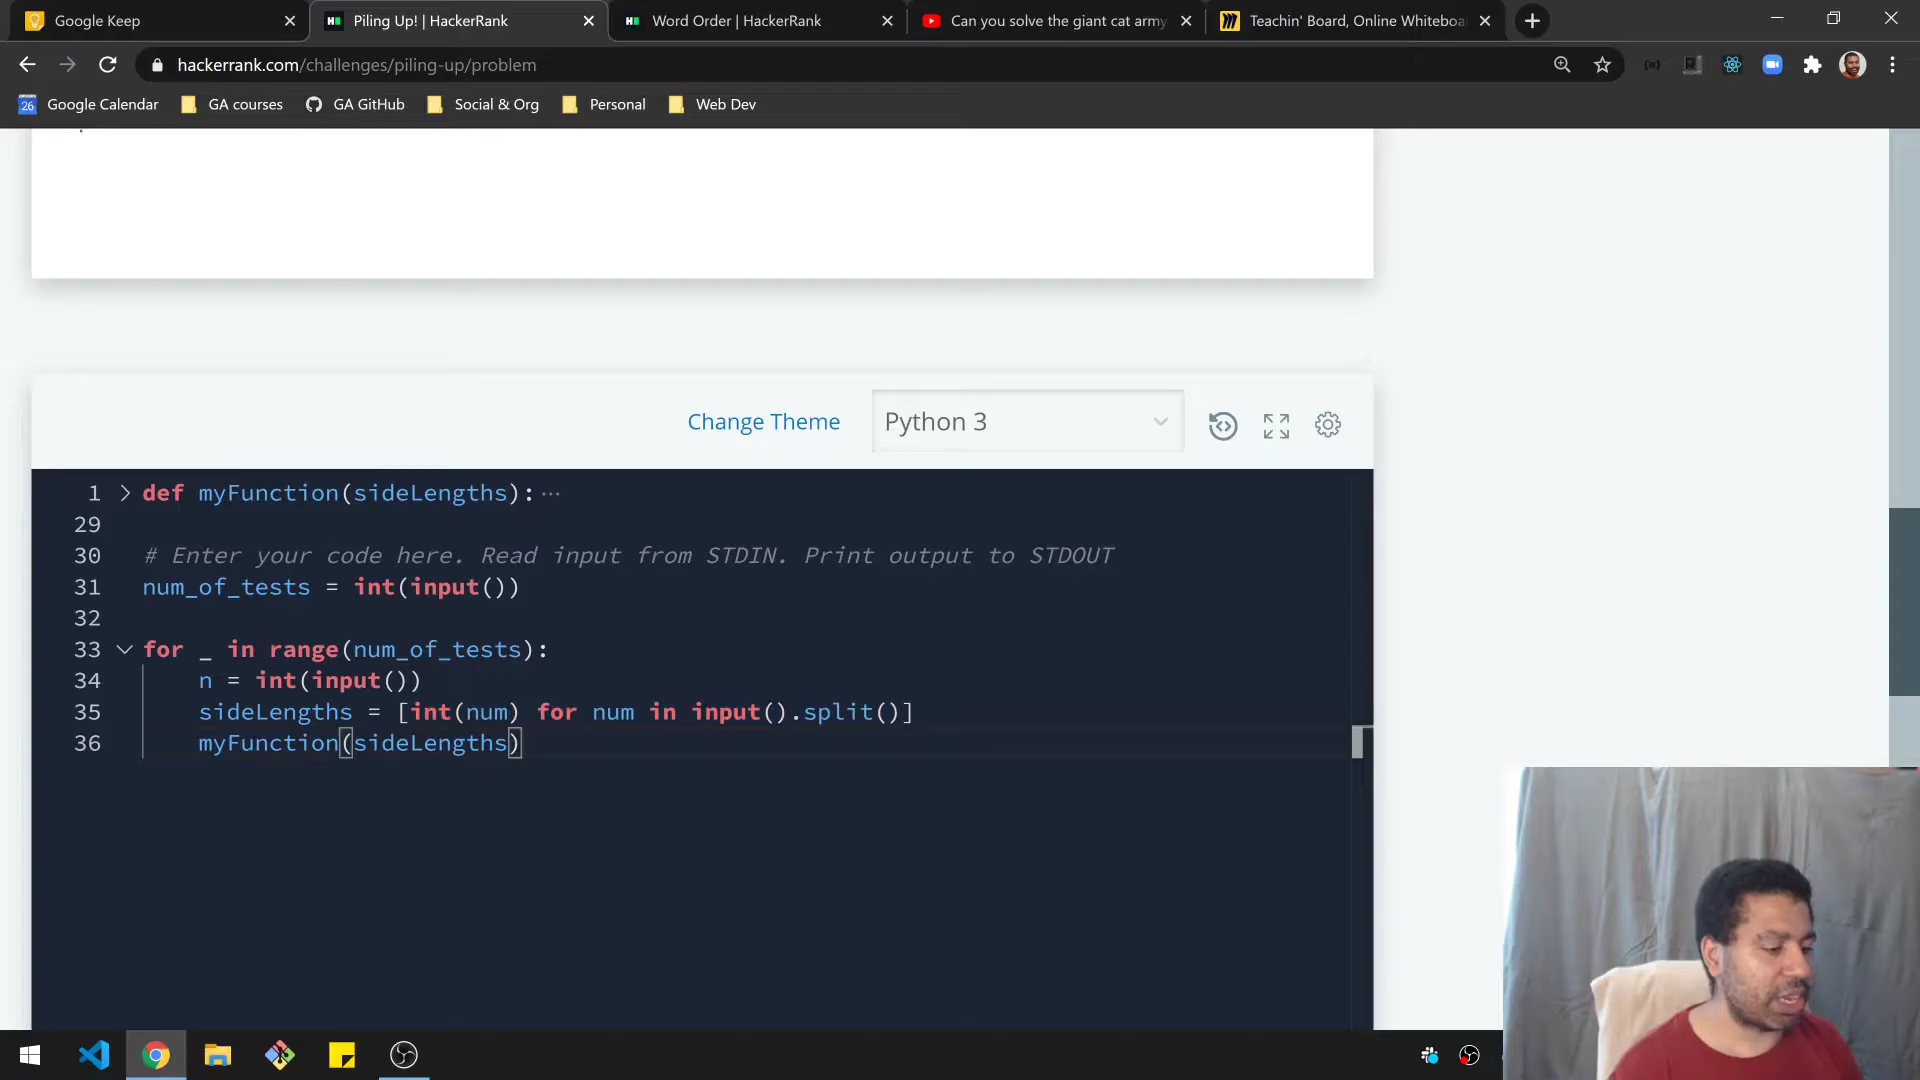 Google Keep
Piling Up! | HackerRank
Word Order | HackerRank
Can you solve the giant cat army
Teachin' Board, Online Whiteboa
hackerrank.com/challenges/piling-up/problem
26
Google Calendar
GA courses
GA GitHub
Social & Org
Personal
Web Dev
Change Theme
Python 3
1 def myFunction(sideLengths):···
29
30 # Enter your code here. Read input from STDIN. Print output to STDOUT
31 num_of_tests = int(input())
32
33 for _ in range(num_of_tests):
34 n = int(input())
35 sideLengths = [int(num) for num in input().split()]
36 myFunction(sideLengths)